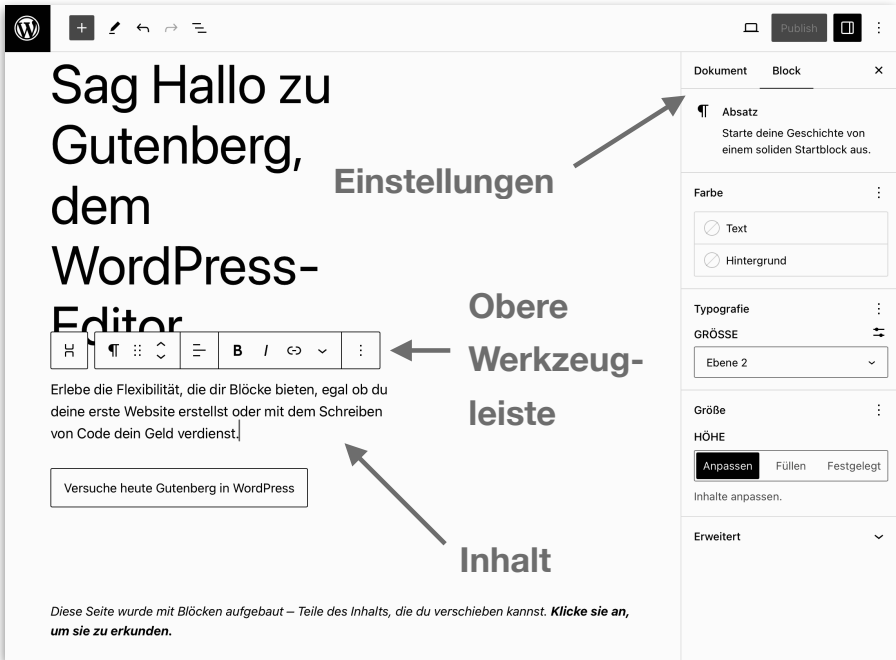 Publish
Sag Hallo zu
Gutenberg,
dem
WordPress-
Editor
B I
Erlebe die Flexibilität, die dir Blöcke bieten, egal ob du
deine erste Website erstellst oder mit dem Schreiben
von Code dein Geld verdienst.
Versuche heute Gutenberg in WordPress
Diese Seite wurde mit Blöcken aufgebaut – Teile des Inhalts, die du verschieben kannst. Klicke sie an,
um sie zu erkunden.
Einstellungen
Obere
Werkzeug-
leiste
Inhalt
Dokument Block
Absatz
Starte deine Geschichte von
einem soliden Startblock aus.
Farbe
Text
Hintergrund
Typografie
GRÖSSE
Ebene 2
Größe
HÖHE
Anpassen Füllen Festgelegt
Inhalte anpassen.
Erweitert